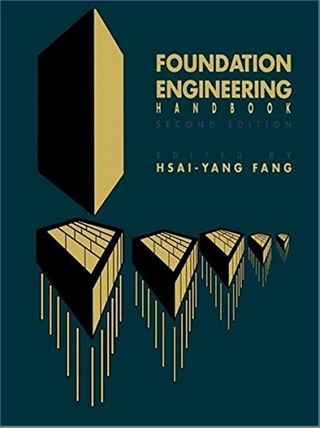 FOUNDATION
ENGINEERING
HANDBOOK
SECOND EDITION
EDITED BY
HSAI-YANG FANG